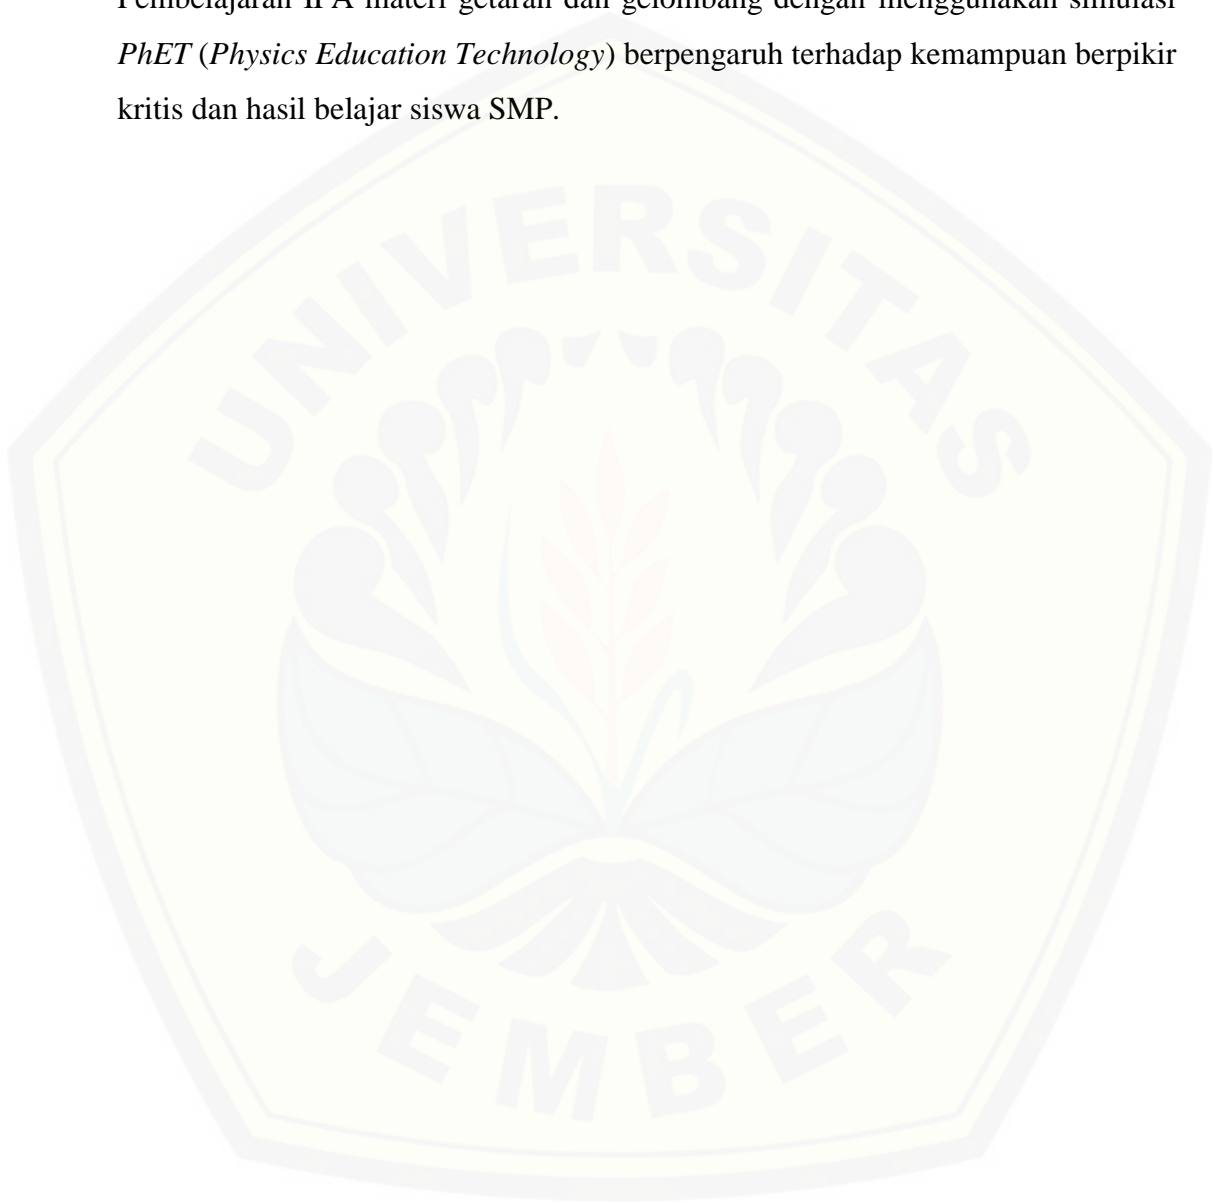 Pembelajaran IPA materi getaran dan gelombang dengan menggunakan simulasi
PhET (Physics Education Technology) berpengaruh terhadap kemampuan berpikir
kritis dan hasil belajar siswa SMP.
UNIVERSITAS
JEMBER